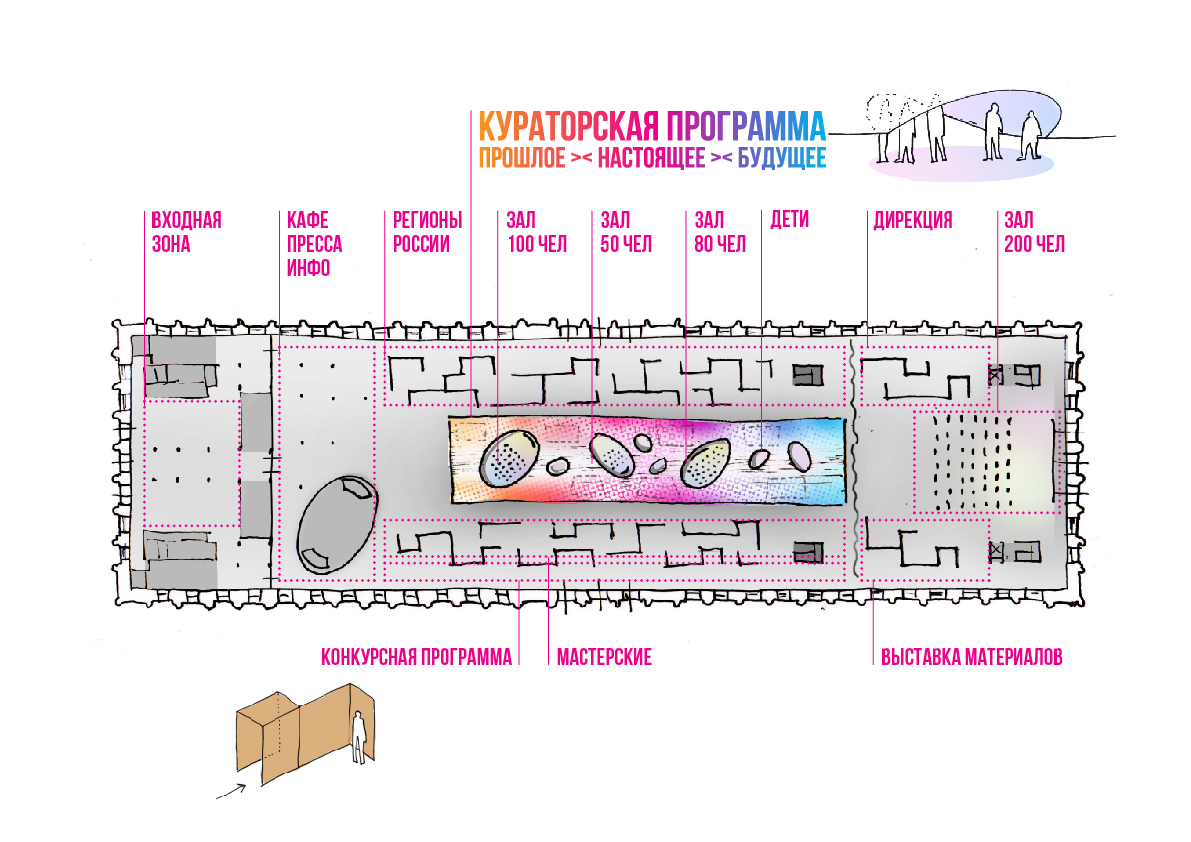 КУРАТОРСКАЯ ПРОГРАММА
ПРОШЛОЕ >< НАСТОЯЩЕЕ >< БУДУЩЕЕ
ВХОДНАЯ
ЗОНА
КАФЕ
ПРЕССА
ИНФО
РЕГИОНЫ
РОССИИ
ЗАЛ
100 ЧЕЛ
ЗАЛ
50 ЧЕЛ
ЗАЛ
80 ЧЕЛ
ДЕТИ
ДИРЕКЦИЯ
ЗАЛ
200 ЧЕЛ
КОНКУРСНАЯ ПРОГРАММА
МАСТЕРСКИЕ
ВЫСТАВКА МАТЕРИАЛОВ